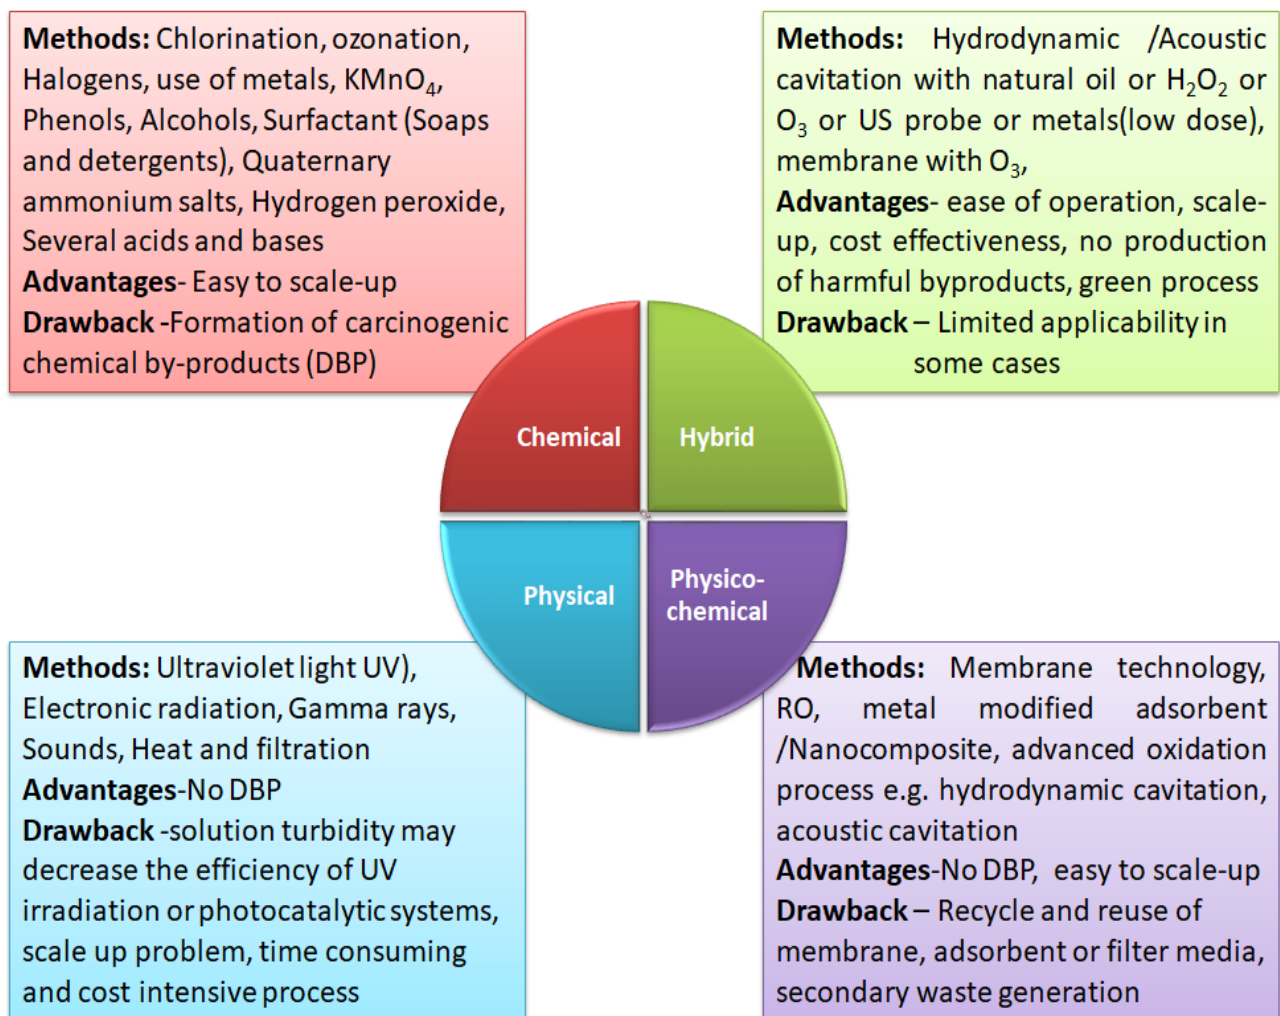 Methods: Chlorination, ozonation,
Halogens, use of metals, KMnO₄,
Phenols, Alcohols, Surfactant (Soaps
and detergents), Quaternary
ammonium salts, Hydrogen peroxide,
Several acids and bases
Advantages- Easy to scale-up
Drawback -Formation of carcinogenic
chemical by-products (DBP)
Methods: Hydrodynamic /Acoustic
cavitation with natural oil or H₂O₂ or
O₃ or US probe or metals(low dose),
membrane with O₃,
Advantages- ease of operation, scale-
up, cost effectiveness, no production
of harmful byproducts, green process
Drawback – Limited applicability in
some cases
Chemical
Hybrid
Physical
Physico-
chemical
Methods: Ultraviolet light UV),
Electronic radiation, Gamma rays,
Sounds, Heat and filtration
Advantages-No DBP
Drawback -solution turbidity may
decrease the efficiency of UV
irradiation or photocatalytic systems,
scale up problem, time consuming
and cost intensive process
Methods: Membrane technology,
RO, metal modified adsorbent
/Nanocomposite, advanced oxidation
process e.g. hydrodynamic cavitation,
acoustic cavitation
Advantages-No DBP, easy to scale-up
Drawback – Recycle and reuse of
membrane, adsorbent or filter media,
secondary waste generation